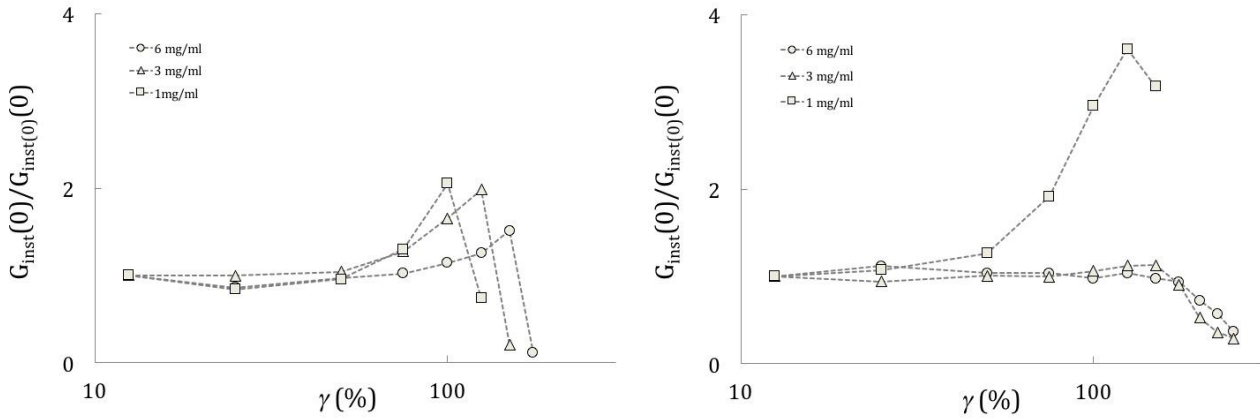 4
6 mg/ml
3 mg/ml
1mg/ml
2
0
10
100
γ (%)
G_inst(0)/G_inst(0)(0)
4
6 mg/ml
3 mg/ml
1 mg/ml
2
0
10
100
γ (%)
G_inst(0)/G_inst(0)(0)